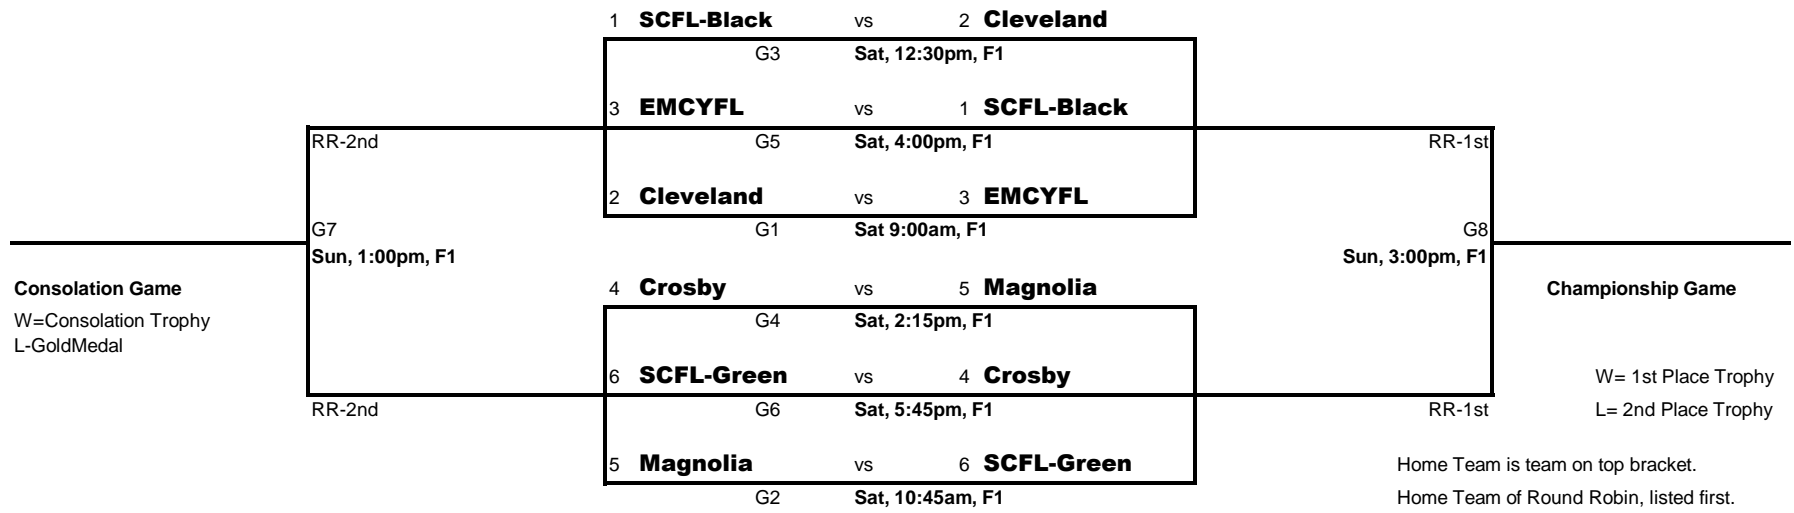 1 SCFL-Black vs 2 Cleveland
G3 Sat, 12:30pm, F1
3 EMCYFL vs 1 SCFL-Black
RR-2nd G5 Sat, 4:00pm, F1 RR-1st
2 Cleveland vs 3 EMCYFL
G7 G1 Sat 9:00am, F1 G8
Sun, 1:00pm, F1 Sun, 3:00pm, F1
Consolation Game 4 Crosby vs 5 Magnolia Championship Game
W=Consolation Trophy G4 Sat, 2:15pm, F1
L-GoldMedal
6 SCFL-Green vs 4 Crosby W= 1st Place Trophy
RR-2nd G6 Sat, 5:45pm, F1 RR-1st L= 2nd Place Trophy
5 Magnolia vs 6 SCFL-Green Home Team is team on top bracket.
G2 Sat, 10:45am, F1 Home Team of Round Robin, listed first.